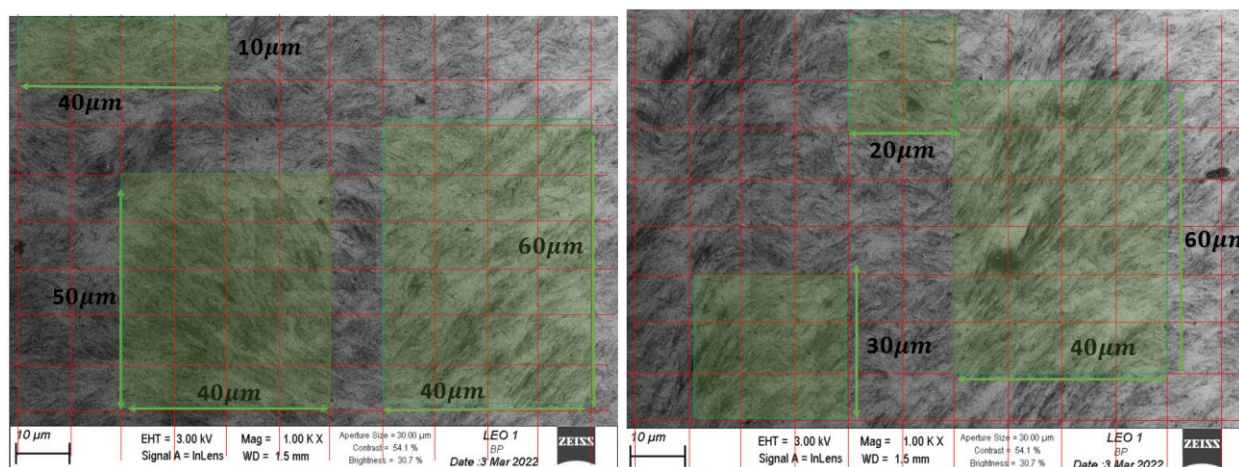 10μm
40μm
50μm
60μm
40μm
40μm
10 μm
EHT = 3.00 kV
Mag = 1.00 K X
Signal A = InLens
WD = 1.5 mm
Aperture Size = 30.00 μm
Contrast = 54.1 %
Brightness = 30.7 %
LEO 1
BP
Date :3 Mar 2022
ZEISS
20μm
60μm
30μm
40μm
10 μm
EHT = 3.00 kV
Mag = 1.00 K X
Signal A = InLens
WD = 1.5 mm
Aperture Size = 30.00 μm
Contrast = 54.1 %
Brightness = 30.7 %
LEO 1
BP
Date :3 Mar 2022
ZEISS